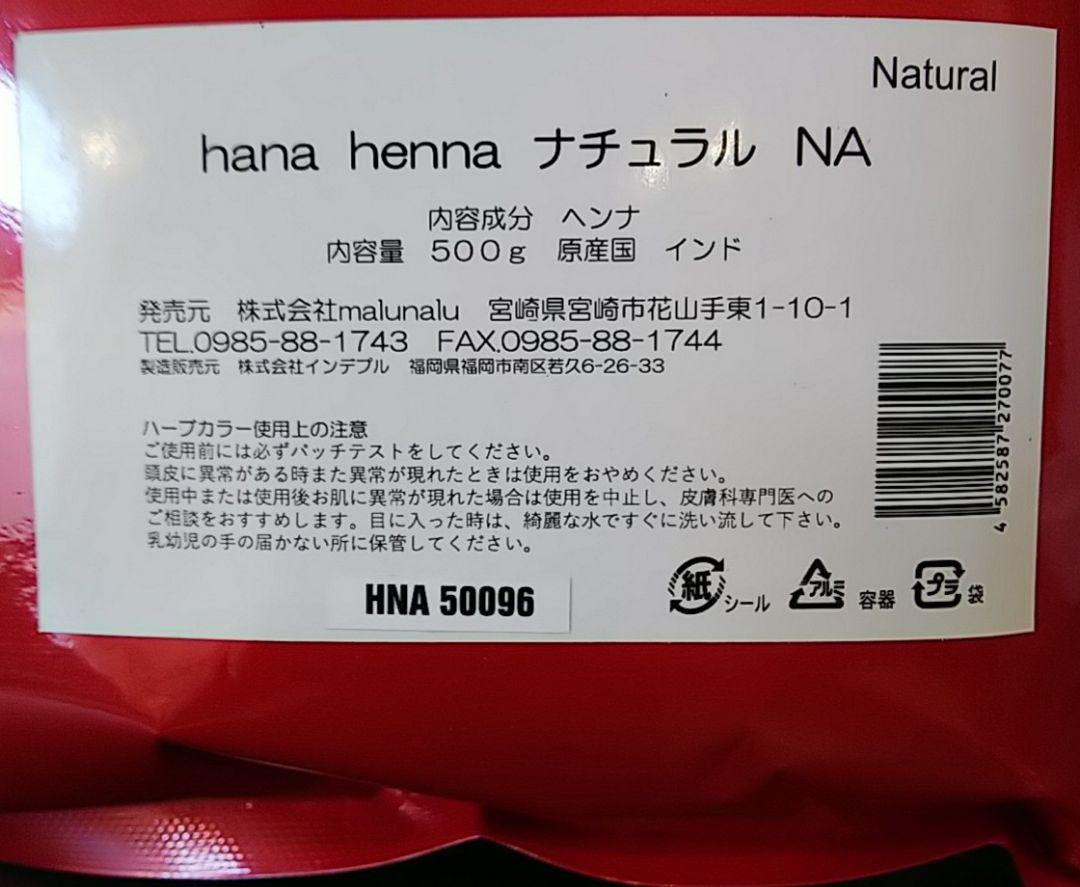 Natural
hana henna ナチュラル NA
内容成分 ヘンナ
内容量 500g 原産国 インド
発売元 株式会社malunalu 宮崎県宮崎市花山手東1-10-1
TEL.0985-88-1743 FAX.0985-88-1744
製造販売元 株式会社インデプル 福岡県福岡市南区若久6-26-33
ハーブカラー使用上の注意
ご使用前には必ずパッチテストをしてください。
頭皮に異常がある時また異常が現れたときは使用をおやめください。
使用中または使用後お肌に異常が現れた場合は使用を中止し、皮膚科専門医への
ご相談をおすすめします。目に入った時は、綺麗な水ですぐに洗い流して下さい。
乳幼児の手の届かない所に保管してください。
4 582587 270077
HNA 50096
紙 シール アルミ 容器 プラ 袋